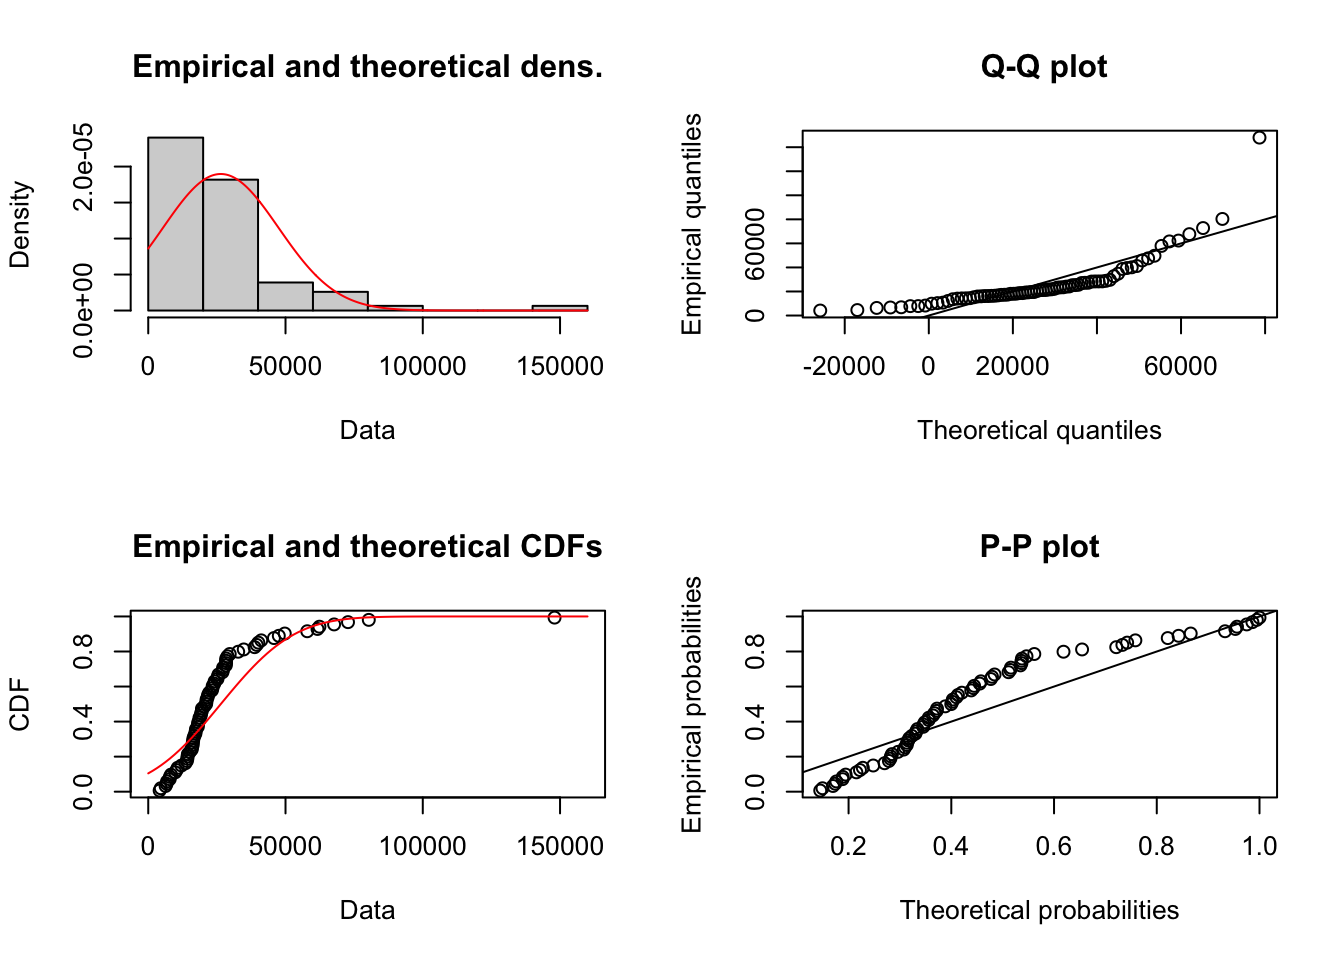 Empirical and theoretical dens.
Density
0.0e+00 2.0e-05
0 50000 100000 150000
Data
Q-Q plot
Empirical quantiles
0 60000
-20000 0 20000 60000
Theoretical quantiles
Empirical and theoretical CDFs
CDF
0.0 0.4 0.8
0 50000 100000 150000
Data
P-P plot
Empirical probabilities
0.0 0.4 0.8
0.2 0.4 0.6 0.8 1.0
Theoretical probabilities